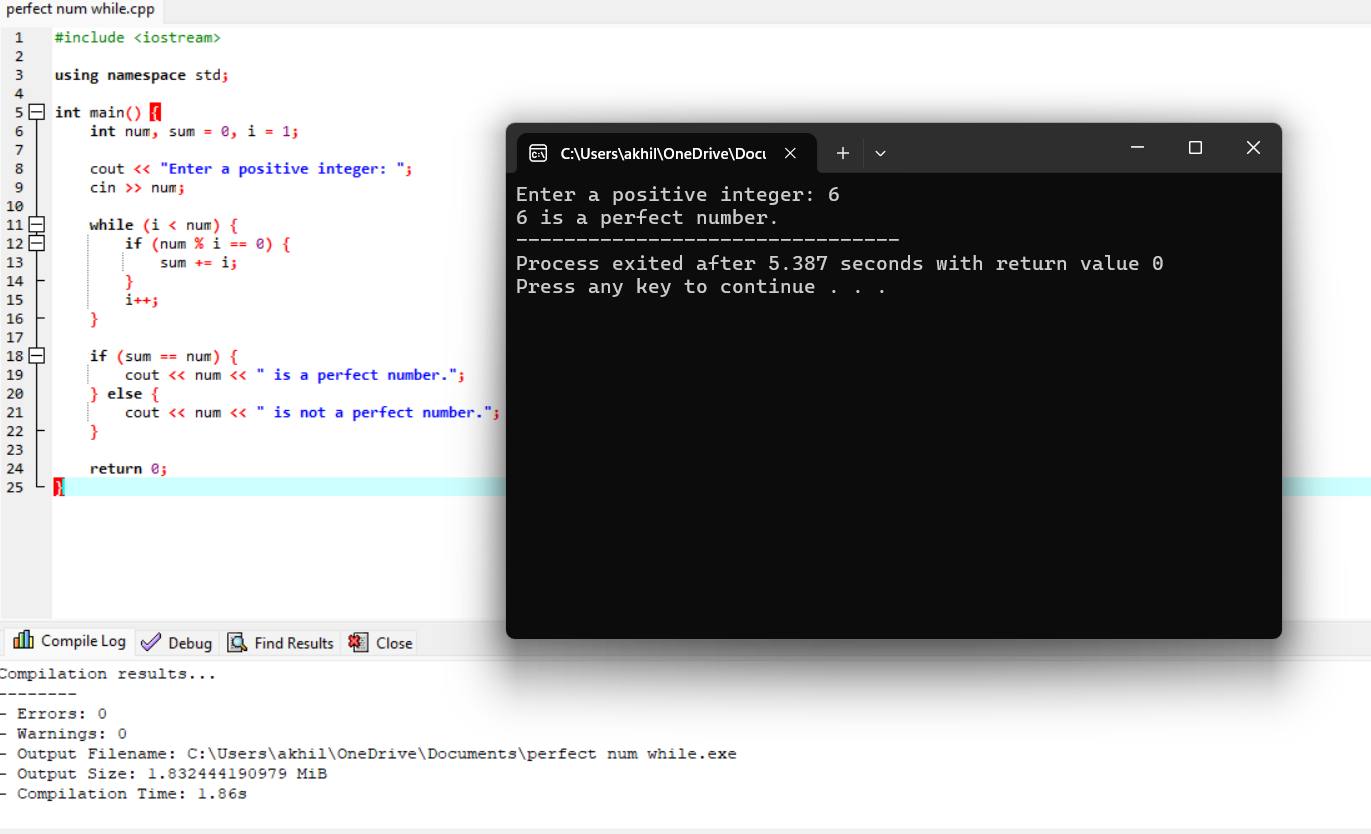 perfect num while.cpp
1 #include <iostream>
2
3 using namespace std;
4
5 int main() {
6 int num, sum = 0, i = 1;
7
8 cout << "Enter a positive integer: ";
9 cin >> num;
10
11 while (i < num) {
12 if (num % i == 0) {
13 sum += i;
14 }
15 i++;
16 }
17
18 if (sum == num) {
19 cout << num << " is a perfect number.";
20 } else {
21 cout << num << " is not a perfect number.";
22 }
23
24 return 0;
25 }
C:\Users\akhil\OneDrive\Docu
Enter a positive integer: 6
6 is a perfect number.
--------------------------------
Process exited after 5.387 seconds with return value 0
Press any key to continue . . .
Compile Log Debug Find Results Close
Compilation results...
--------
- Errors: 0
- Warnings: 0
- Output Filename: C:\Users\akhil\OneDrive\Documents\perfect num while.exe
- Output Size: 1.832444190979 MiB
- Compilation Time: 1.86s